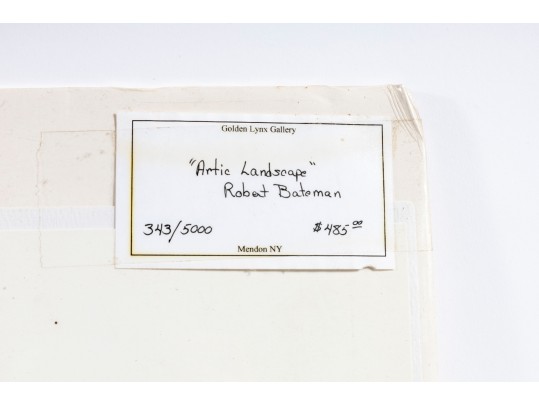 Golden Lynx Gallery
"Artic Landscape"
Robert Bateman
343/5000 $485.00
Mendon NY